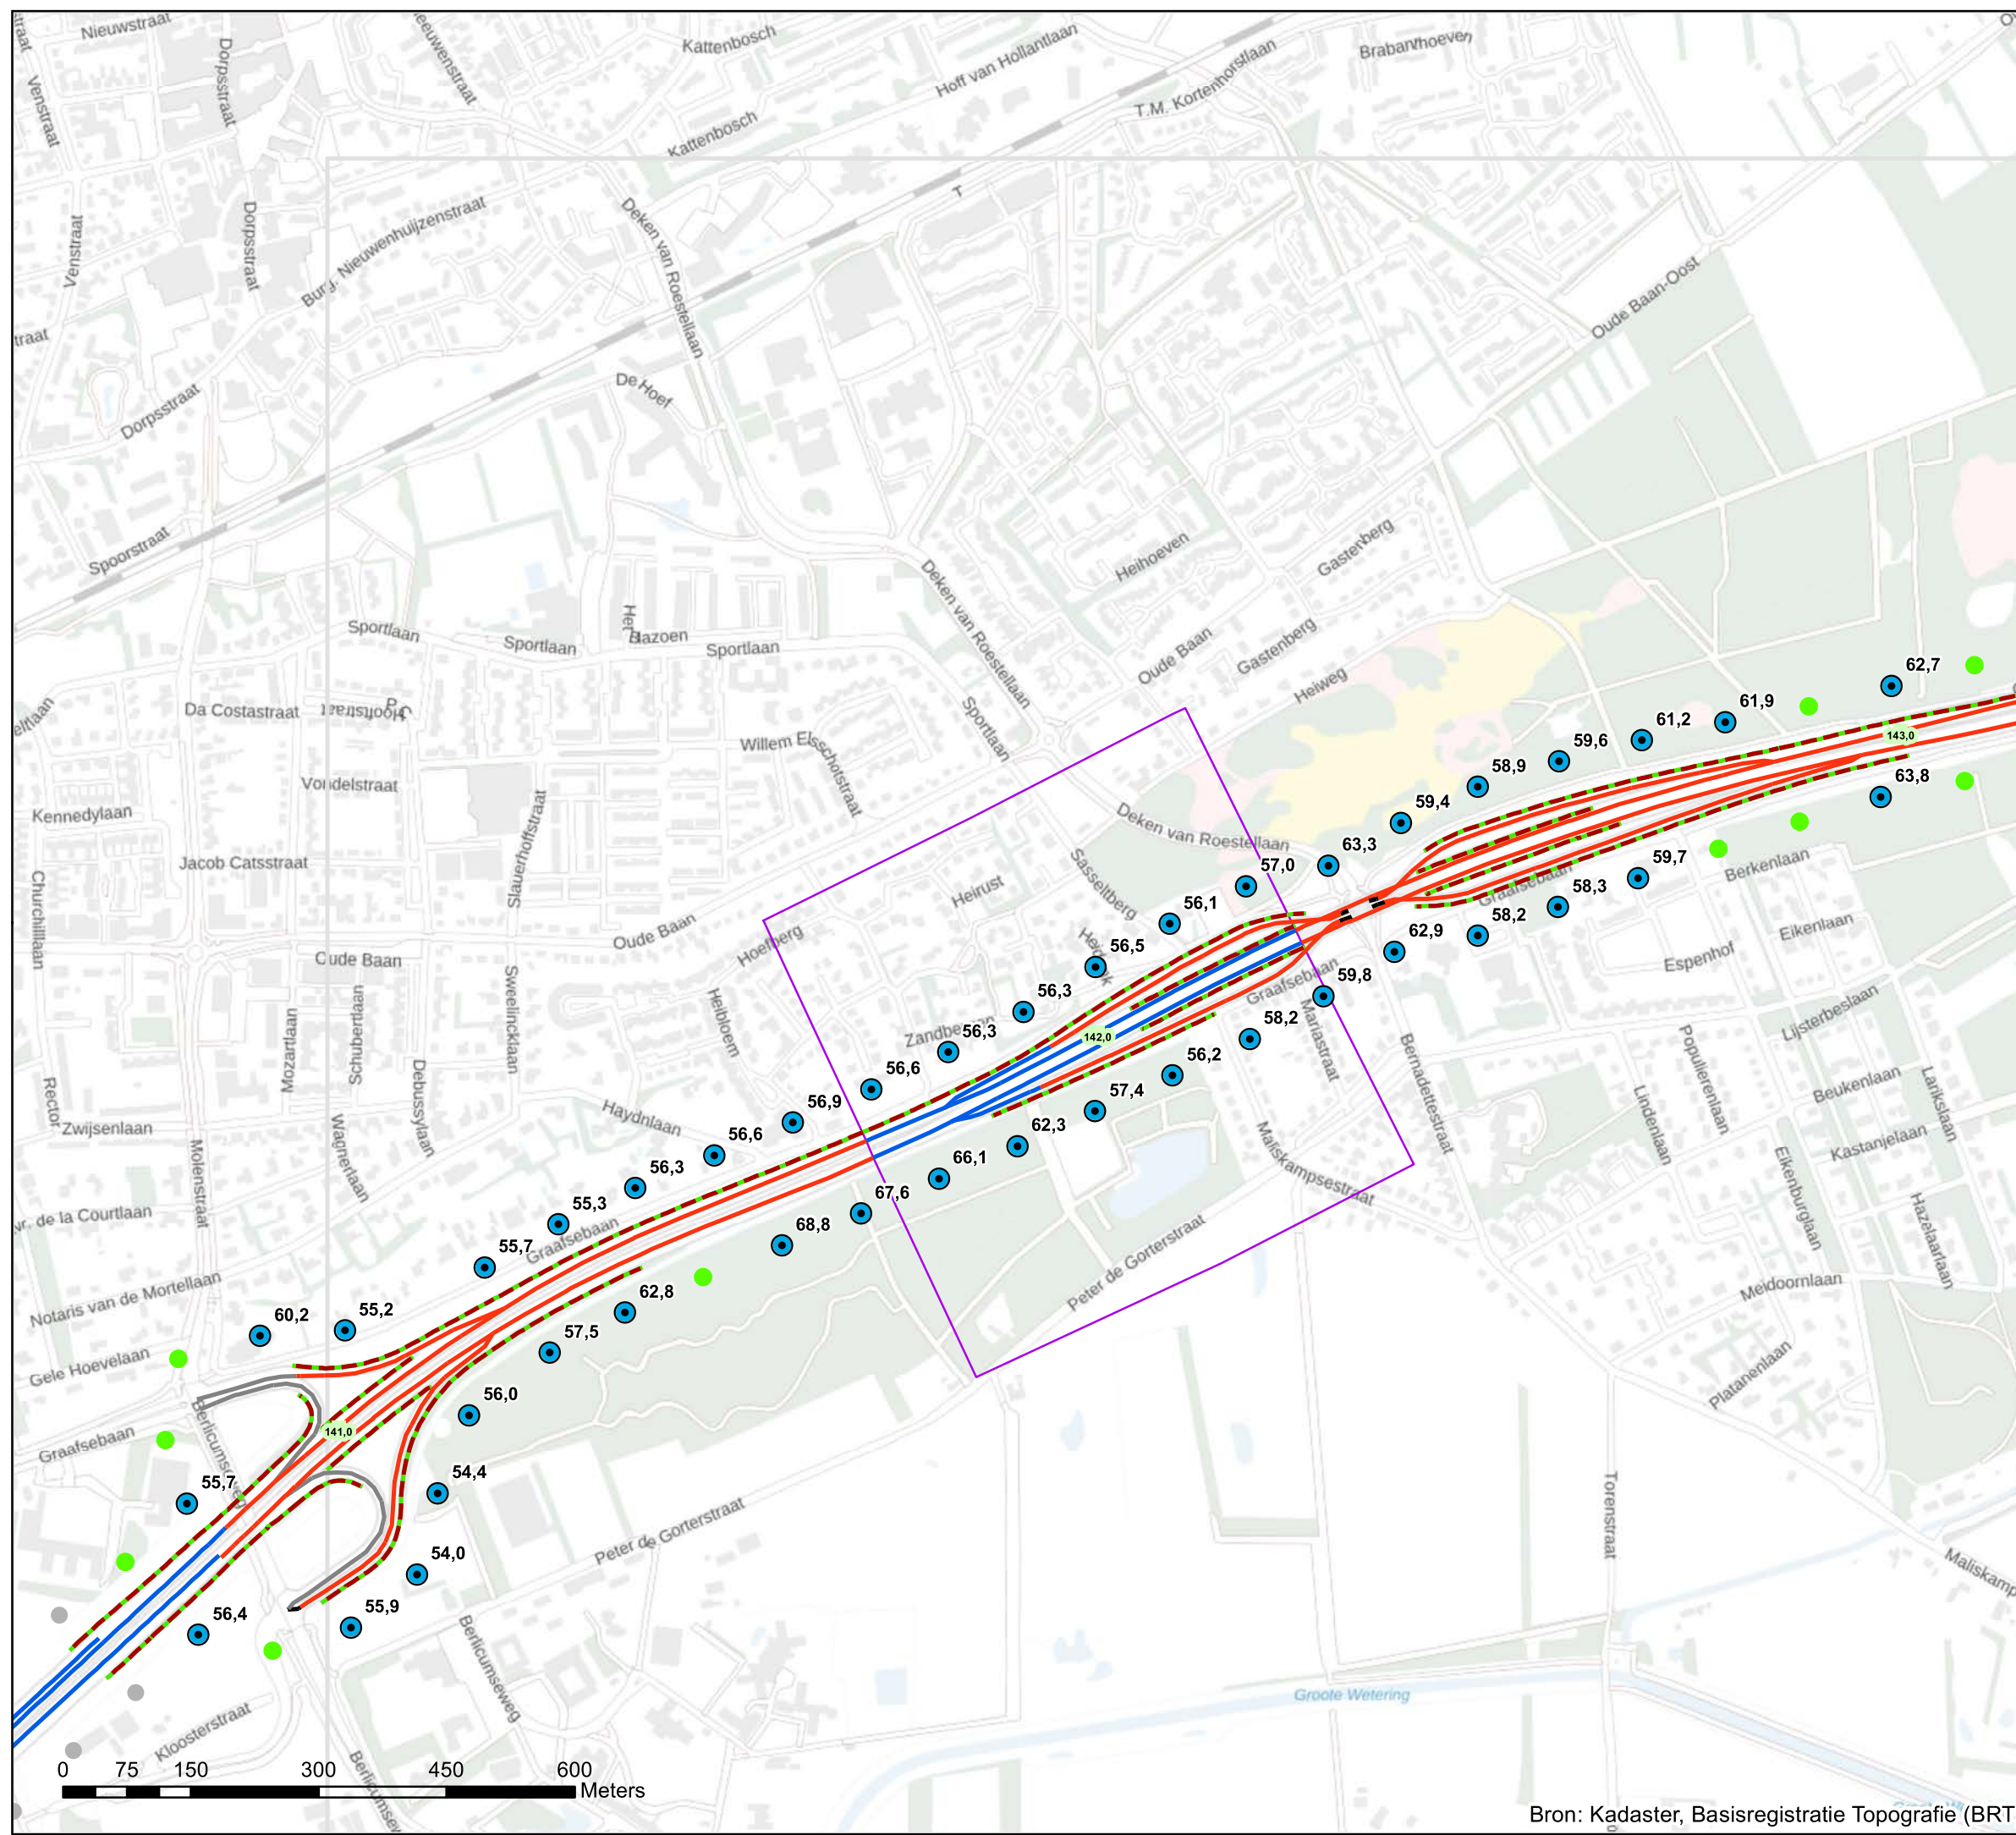 Nieuwstraat
Kattenbosch
Hoff van Hollantlaan
Dorpsstraat
Venstraat
Kattenbosch
T.M. Kortenhorstlaan
Venstraat
Dorpsstraat
Burg. Nieuwenhuijzenstraat
Deken van Roestellaan
Oude Baan-Oost
traat
De Hoef
Dorpsstraat
Spoorstraat
Heihoeven
Gastenberg
Deken van Roestellaan
Sportlaan
Sportlaan
Sportlaan
Oude Baan
Gastenberg
Heiweg
Sportlaan
Da Costastraat
Willem Elsschotstraat
Vondelstraat
Kennedylaan
Slauerhoffstraat
Jacob Catsstraat
Churchilllaan
Deken van Roestellaan
Sasseltberg
Heirust
Hoefberg
Oude Baan
Oude Baan
Sweelincklaan
Heibloem
Mozartlaan
Schubertlaan
Debussylaan
Rector
Zwijsenlaan
Wagnerlaan
Haydnlaan
Molenstraat
Graafsebaan
Notaris van de Mortellaan
Gele Hoevelaan
Graafsebaan
Graafsebaan
Graafsebaan
Berkenlaan
Eikenlaan
Espenhof
Lijsterbeslaan
Mariastraat
Bernadettestraat
Populierenlaan
Lindenlaan
Beukenlaan
Larikslaan
Kastanjelaan
Eikenburglaan
Hazelaarlaan
Maliskampsestraat
Meidoornlaan
Platanenlaan
Peter de Gorterstraat
Peter de Gorterstraat
Torenstraat
Berlicumseweg
Kloosterstraat
Groote Wetering
62,7
61,9
61,2
59,6
58,9
59,4
63,3
57,0
56,1
56,5
56,3
56,3
56,6
56,9
56,6
56,3
55,3
55,7
55,2
60,2
55,7
56,4
55,9
54,0
54,4
56,0
57,5
62,8
68,8
67,6
66,1
62,3
57,4
56,2
58,2
59,8
62,9
58,2
58,3
59,7
63,8
143,0
142,0
141,0
0 75 150 300 450 600
Meters
Bron: Kadaster, Basisregistratie Topografie (BRT